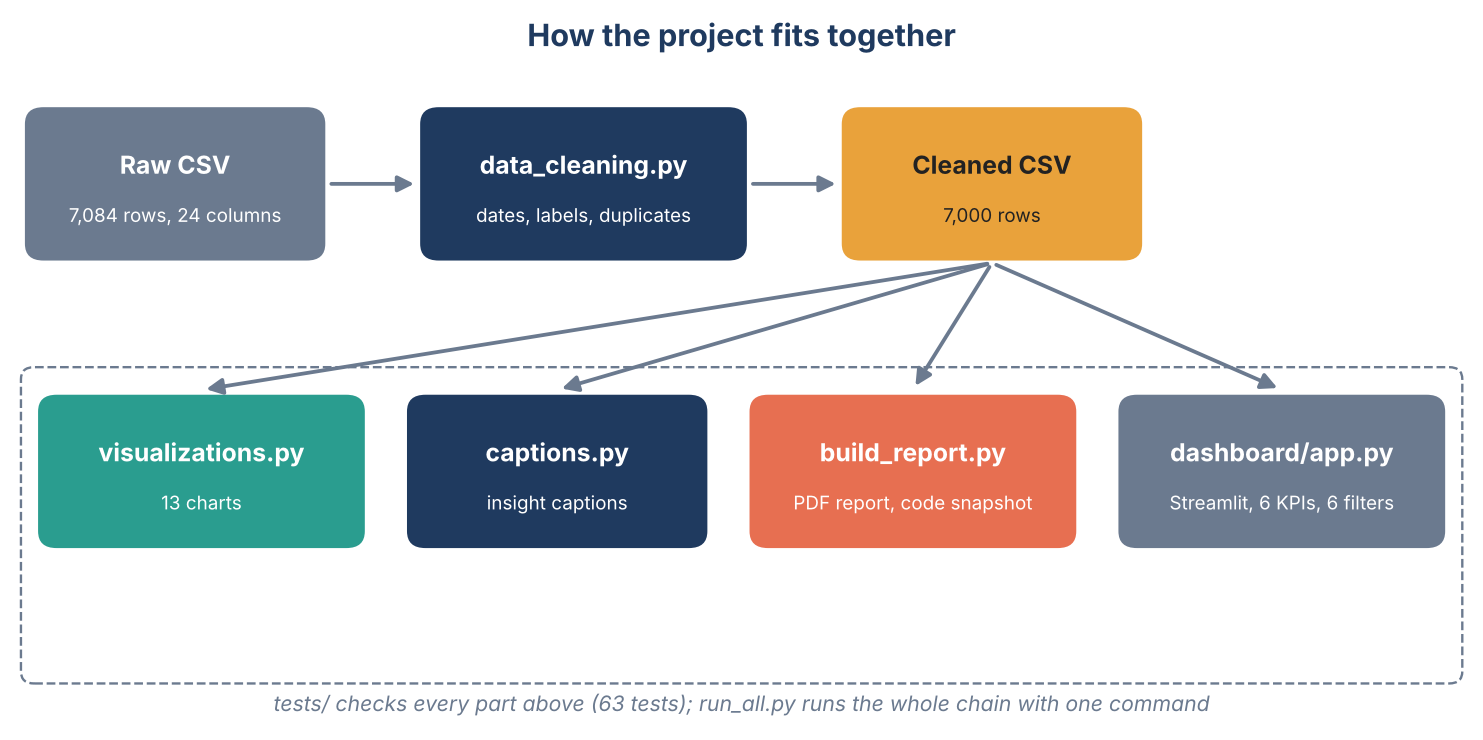 How the project fits together
Raw CSV
7,084 rows, 24 columns
data_cleaning.py
dates, labels, duplicates
Cleaned CSV
7,000 rows
visualizations.py
13 charts
captions.py
insight captions
build_report.py
PDF report, code snapshot
dashboard/app.py
Streamlit, 6 KPIs, 6 filters
tests/ checks every part above (63 tests); run_all.py runs the whole chain with one command